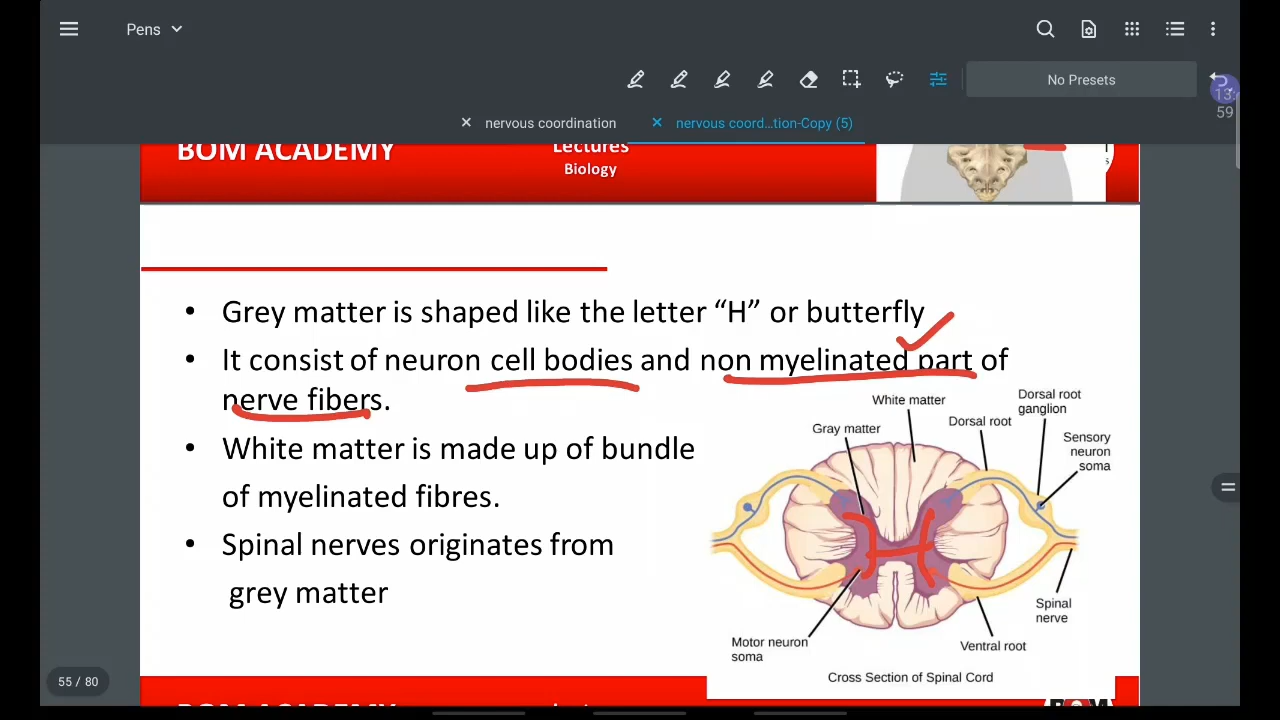 Pens
No Presets
13:
59
nervous coordination
nervous coord...tion-Copy (5)
BOM ACADEMY
Lectures
Biology
• Grey matter is shaped like the letter “H” or butterfly
• It consist of neuron cell bodies and non myelinated part of
nerve fibers.
• White matter is made up of bundle
of myelinated fibres.
• Spinal nerves originates from
grey matter
White matter
Gray matter
Dorsal root
Dorsal root
ganglion
Sensory
neuron
soma
Spinal
nerve
Ventral root
Motor neuron
soma
Cross Section of Spinal Cord
55 / 80
BOM ACADEMY
BOM